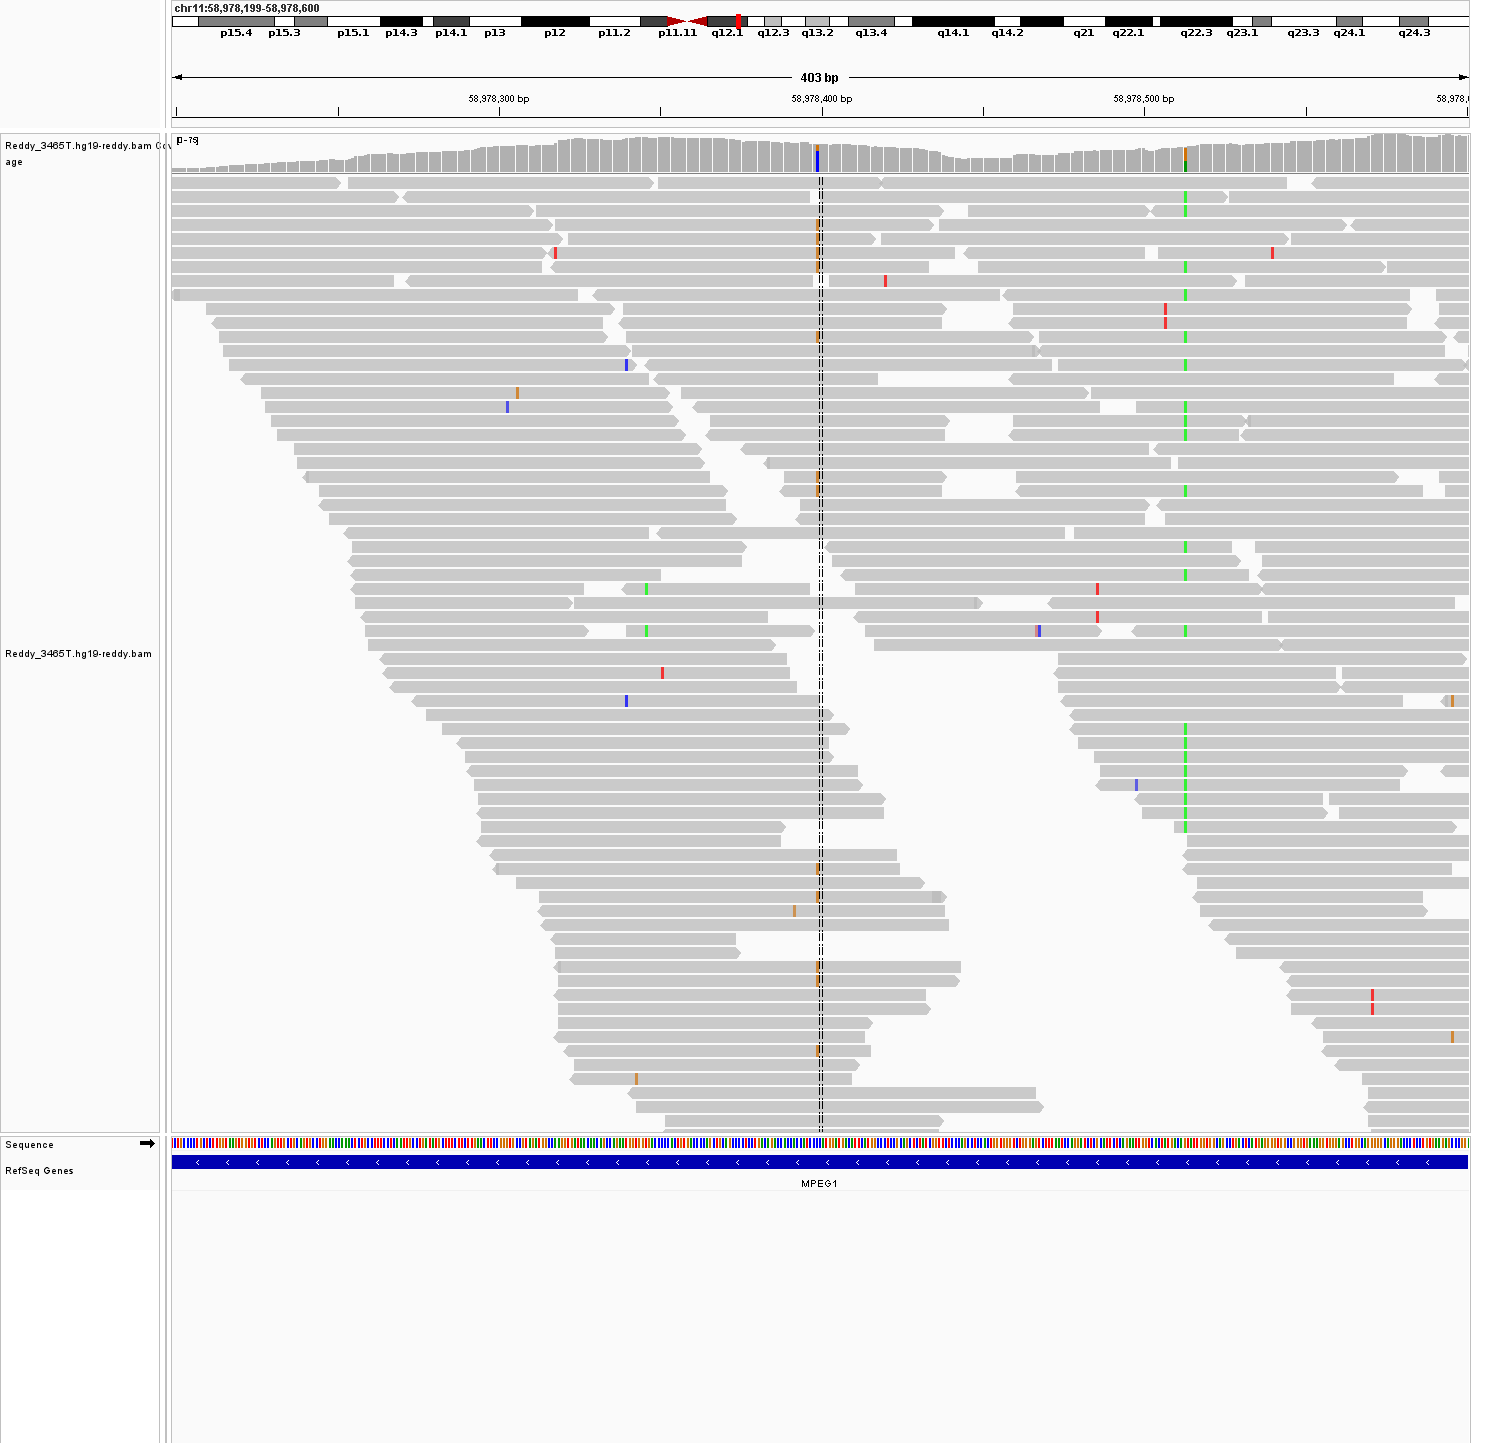 chr11:58,978,199-58,978,600
p15.4 p15.3 p15.1 p14.3 p14.1 p13 p12 p11.2 p11.11 q12.1 q12.3 q13.2 q13.4 q14.1 q14.2 q21 q22.1 q22.3 q23.1 q23.3 q24.1 q24.3
403 bp
58,978,300 bp 58,978,400 bp 58,978,500 bp 58,978,
Reddy_3465T.hg19-reddy.bam Cov
age
Reddy_3465T.hg19-reddy.bam
Sequence
RefSeq Genes
MPEG1